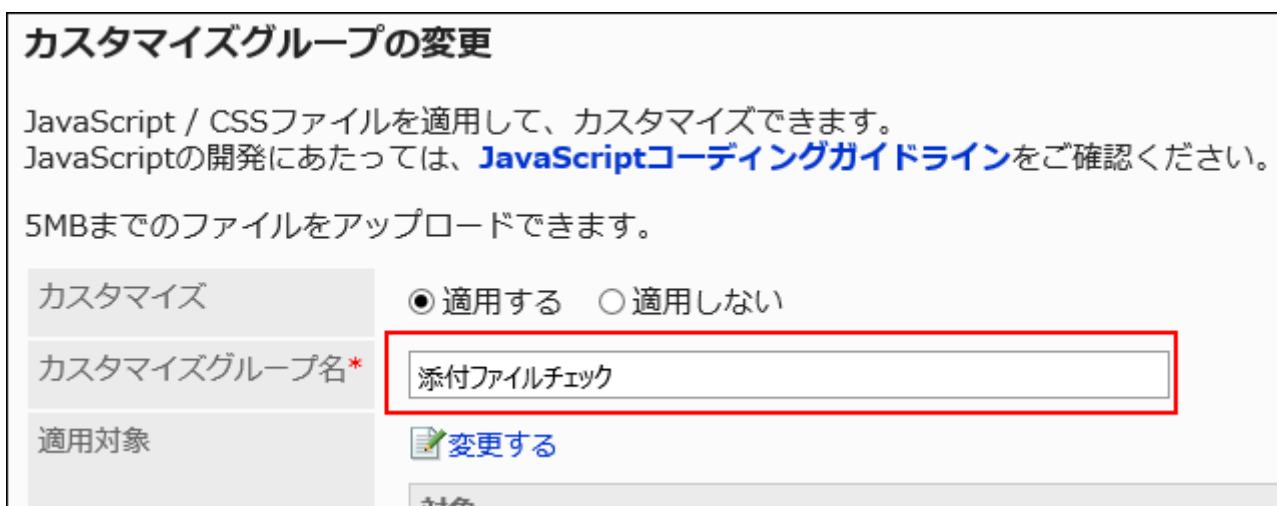 カスタマイズグループの変更
JavaScript / CSSファイルを適用して、カスタマイズできます。
JavaScriptの開発にあたっては、JavaScriptコーディングガイドラインをご確認ください。
5MBまでのファイルをアップロードできます。
カスタマイズ 適用する 適用しない
カスタマイズグループ名* 添付ファイルチェック
適用対象 変更する
対象